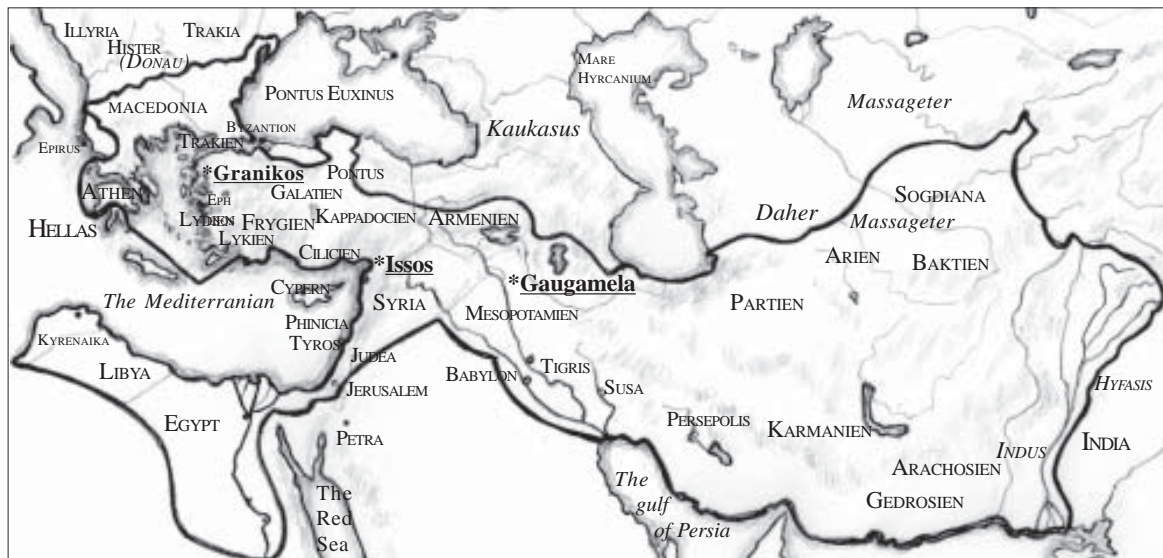 ILLYRIA
TRAKIA
HISTER
(DONAU)
MACEDONIA
PONTUS EUXINUS
MARE
HYRCANIUM
Massageter
Kaukasus
BYZANTION
EPIRUS
TRAKIEN
*Granikos
PONTUS
GALATIEN
ATHEN
EPH
LYDIEN
FRYGIEN
KAPPADOCIEN
ARMENIEN
HELLAS
LYKIEN
CILICIEN
*Issos
*Gaugamela
Daher
SOGDIANA
Massageter
ARIEN
BAKTIEN
PARTIEN
The Mediterranian
CYPERN
SYRIA
MESOPOTAMIEN
PHINICIA
TYROS
KYRENAIKA
LIBYA
JUDEA
JERUSALEM
BABYLON
TIGRIS
SUSA
HYFASIS
EGYPT
PETRA
PERSEPOLIS
KARMANIEN
INDUS
INDIA
ARACHOSIEN
GEDROSIEN
The
Red
Sea
The
gulf
of Persia